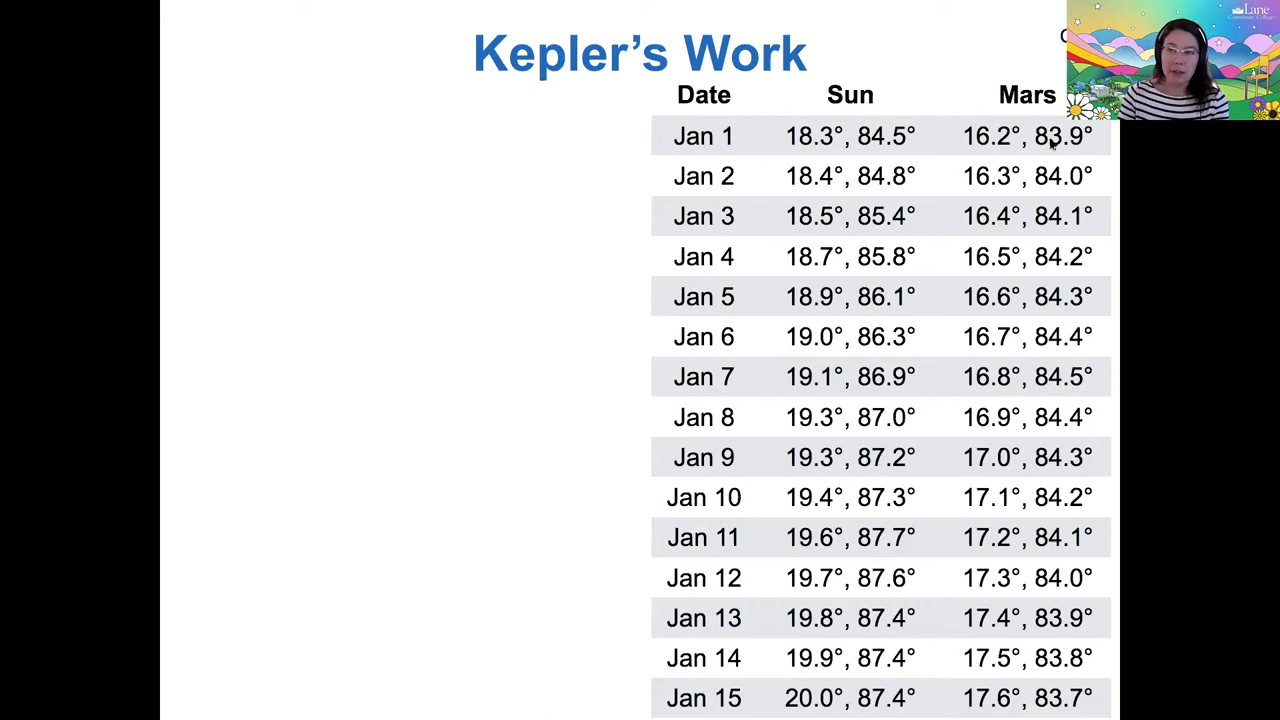 Kepler's Work
Lane
Community College
Date Sun Mars
Jan 1 18.3°, 84.5° 16.2°, 83.9°
Jan 2 18.4°, 84.8° 16.3°, 84.0°
Jan 3 18.5°, 85.4° 16.4°, 84.1°
Jan 4 18.7°, 85.8° 16.5°, 84.2°
Jan 5 18.9°, 86.1° 16.6°, 84.3°
Jan 6 19.0°, 86.3° 16.7°, 84.4°
Jan 7 19.1°, 86.9° 16.8°, 84.5°
Jan 8 19.3°, 87.0° 16.9°, 84.4°
Jan 9 19.3°, 87.2° 17.0°, 84.3°
Jan 10 19.4°, 87.3° 17.1°, 84.2°
Jan 11 19.6°, 87.7° 17.2°, 84.1°
Jan 12 19.7°, 87.6° 17.3°, 84.0°
Jan 13 19.8°, 87.4° 17.4°, 83.9°
Jan 14 19.9°, 87.4° 17.5°, 83.8°
Jan 15 20.0°, 87.4° 17.6°, 83.7°